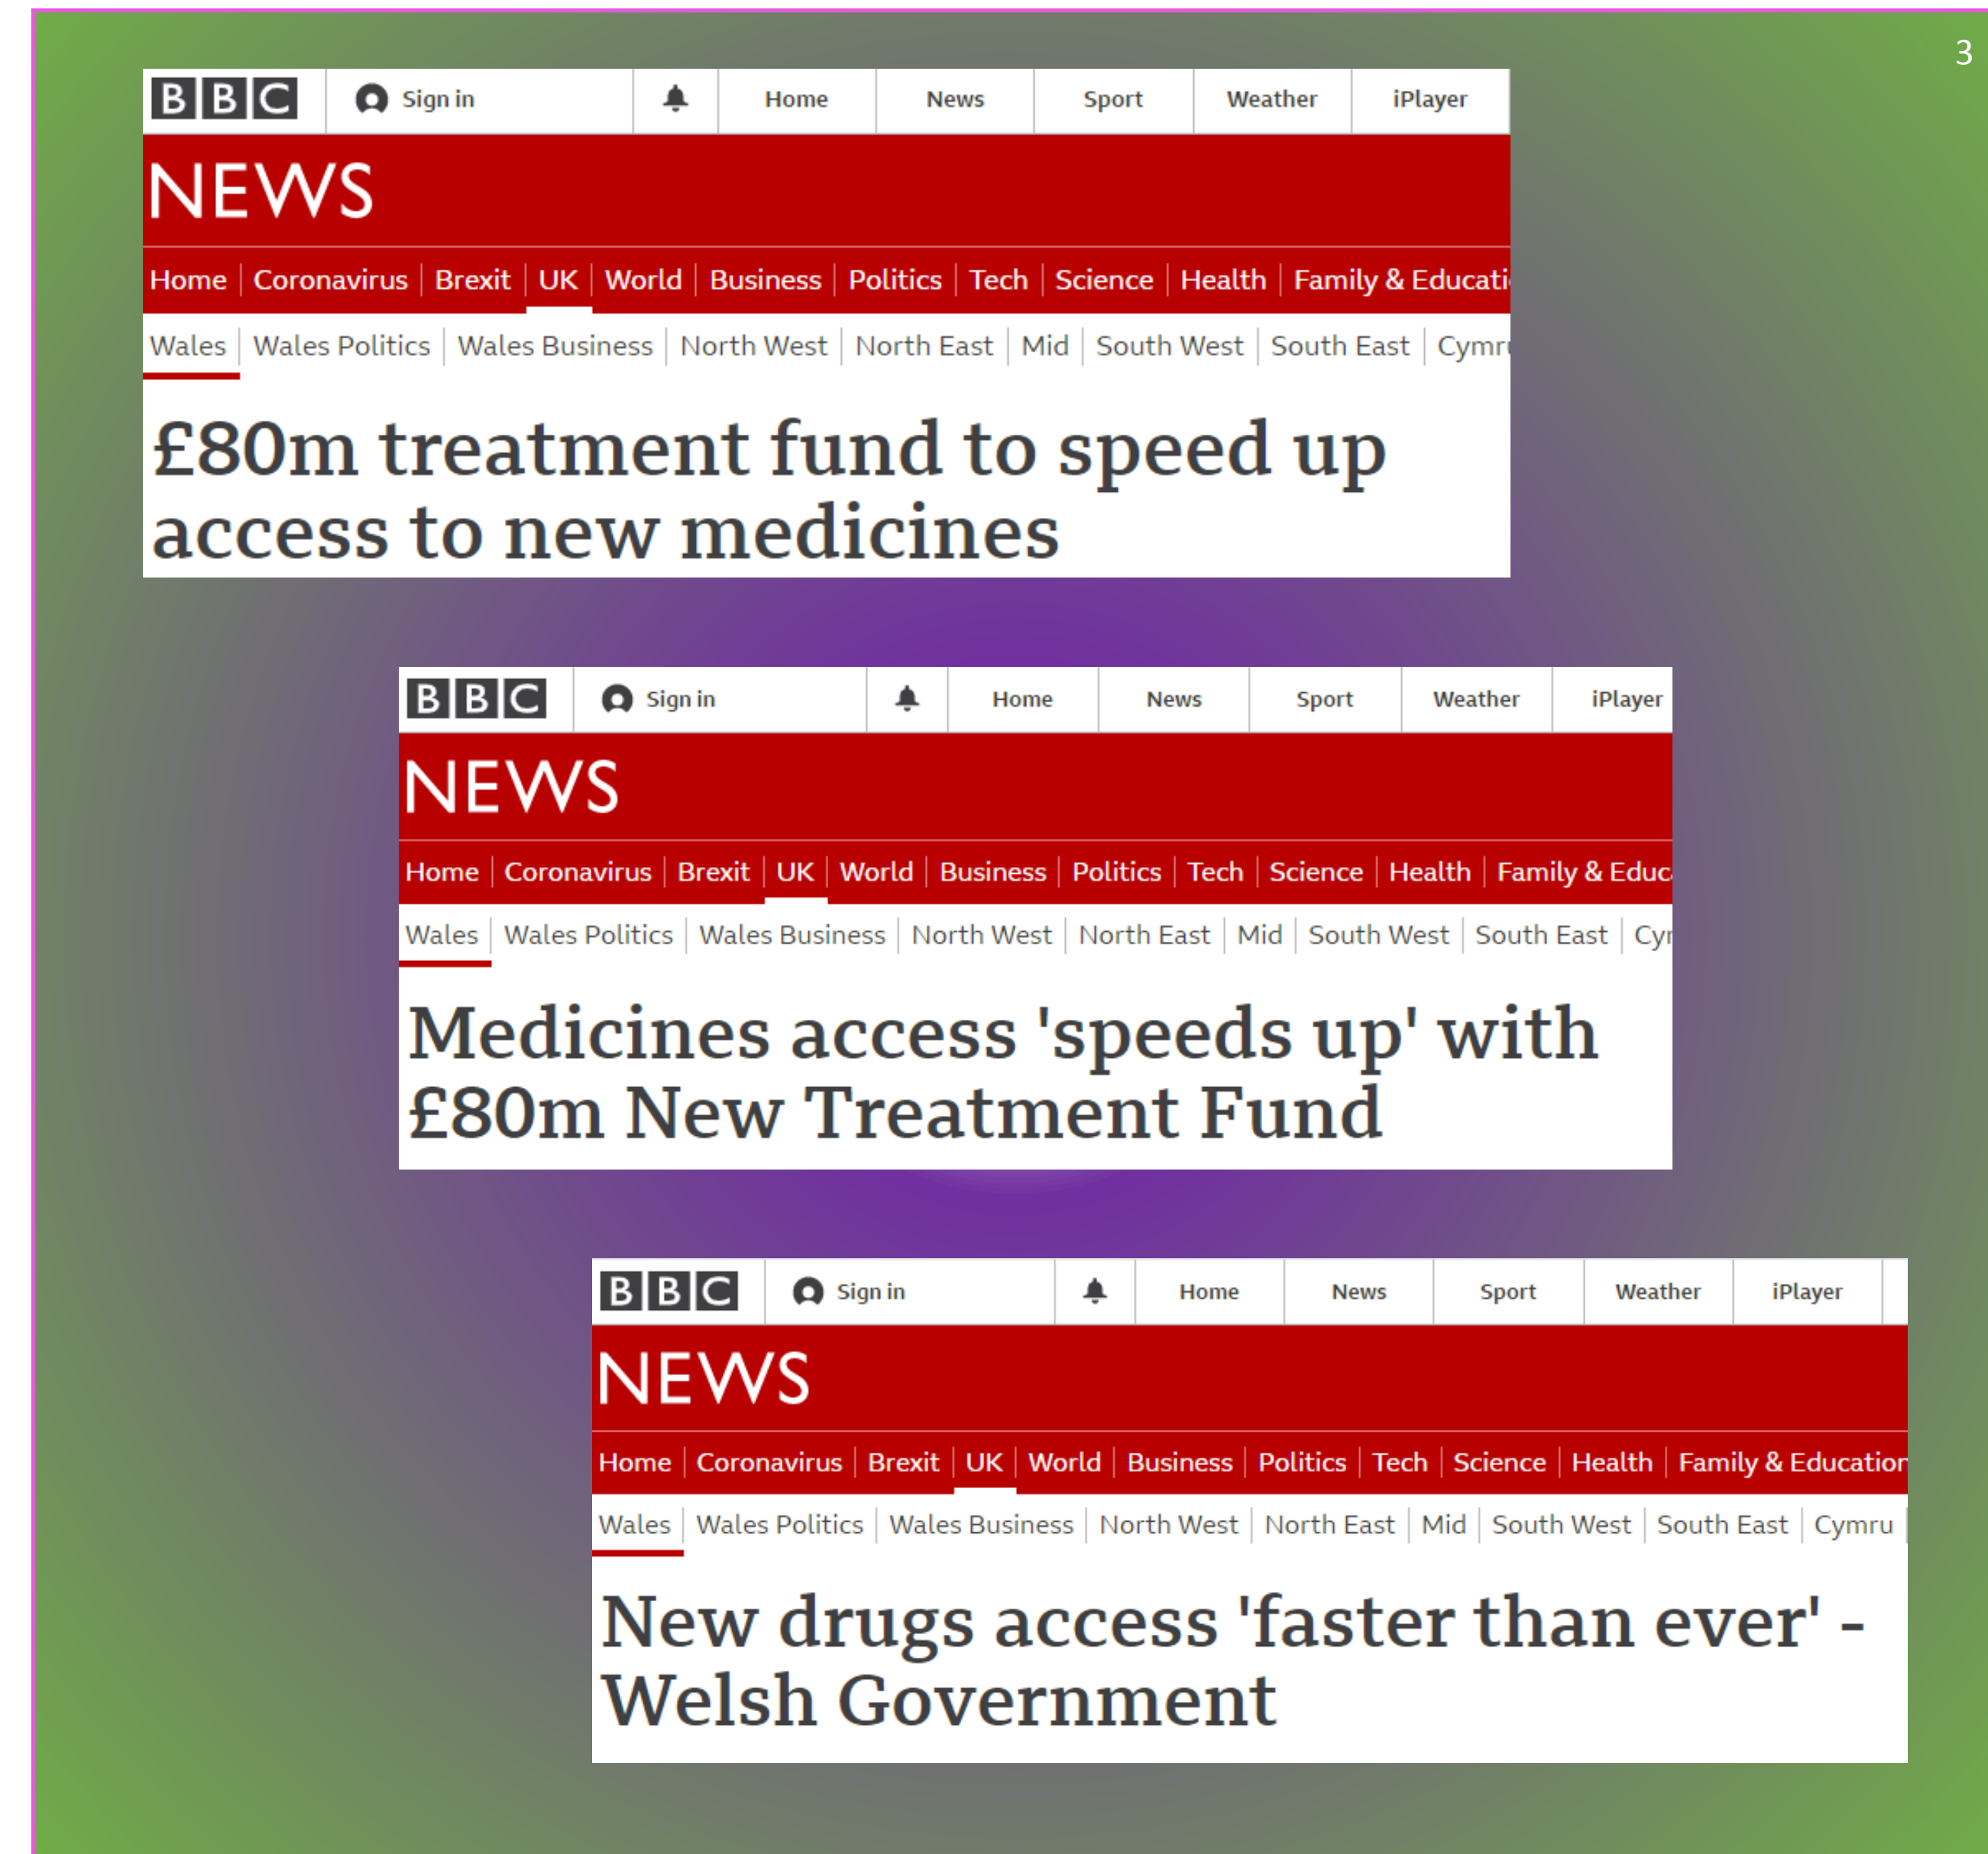 3
BBC Sign in Home News Sport Weather iPlayer
NEWS
Home Coronavirus Brexit UK World Business Politics Tech Science Health Family & Educati
Wales Wales Politics Wales Business North West North East Mid South West South East Cymru
£80m treatment fund to speed up
access to new medicines
BBC Sign in Home News Sport Weather iPlayer
NEWS
Home Coronavirus Brexit UK World Business Politics Tech Science Health Family & Educ
Wales Wales Politics Wales Business North West North East Mid South West South East Cyr
Medicines access 'speeds up' with
£80m New Treatment Fund
BBC Sign in Home News Sport Weather iPlayer
NEWS
Home Coronavirus Brexit UK World Business Politics Tech Science Health Family & Education
Wales Wales Politics Wales Business North West North East Mid South West South East Cymru
New drugs access 'faster than ever' -
Welsh Government